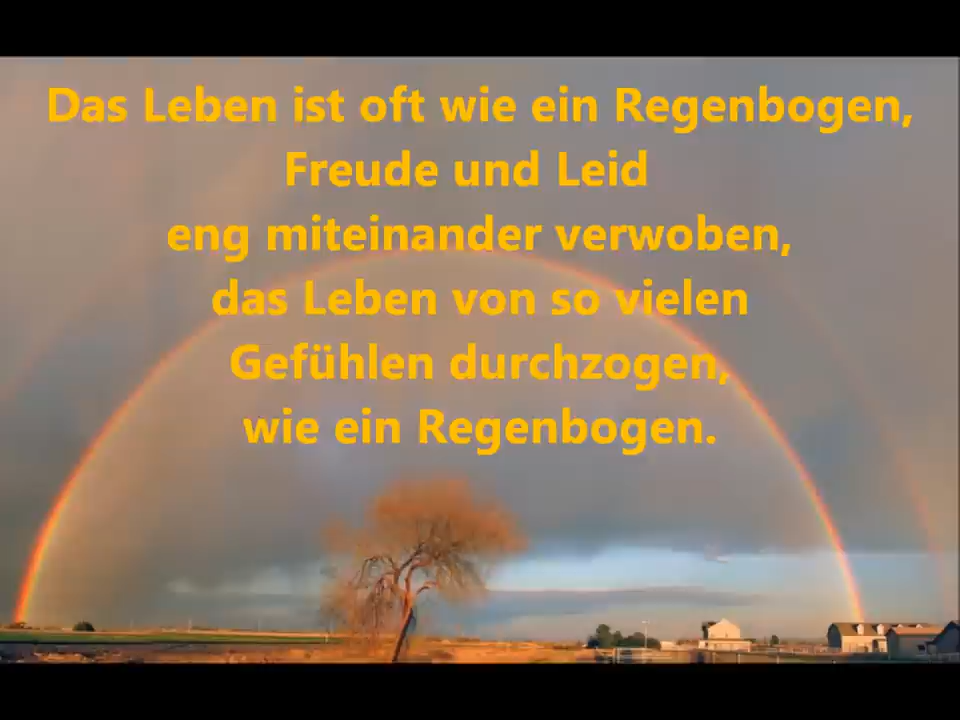 Das Leben ist oft wie ein Regenbogen,
Freude und Leid
eng miteinander verwoben,
das Leben von so vielen
Gefühlen durchzogen,
wie ein Regenbogen.